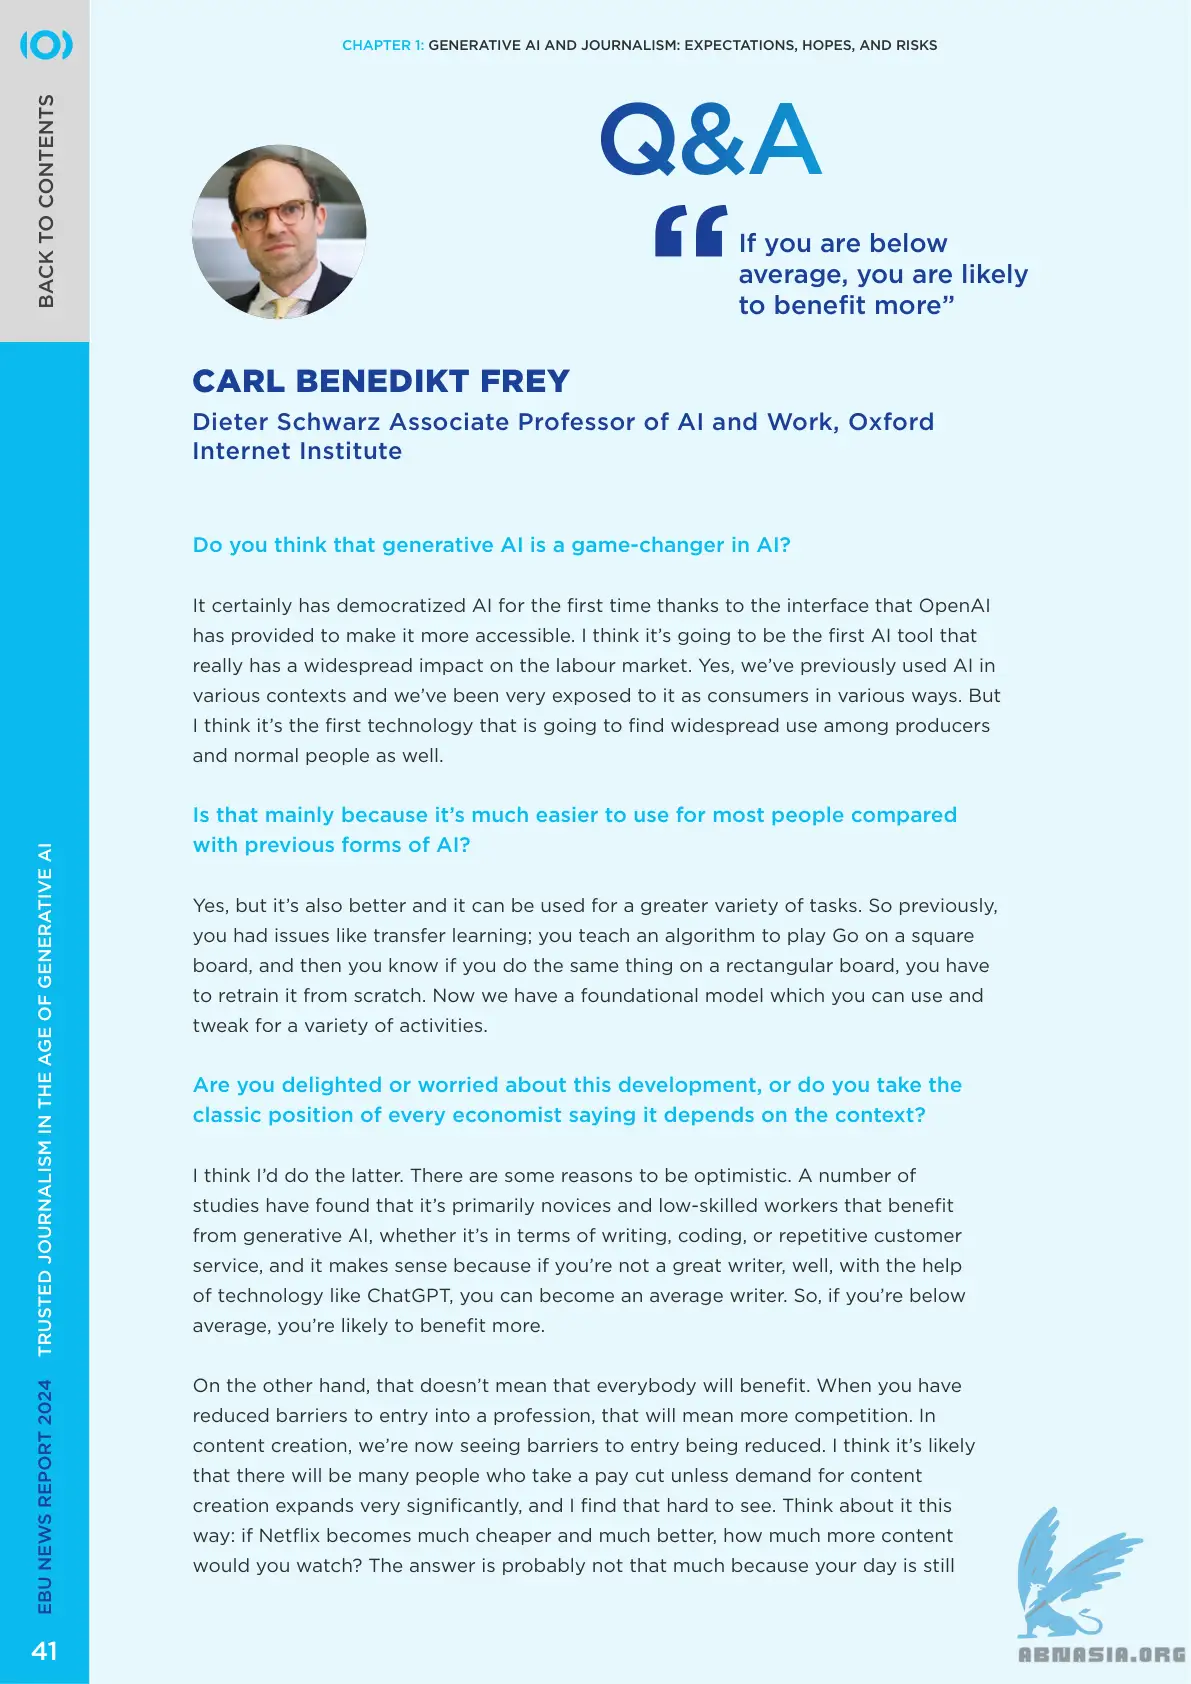 CHAPTER 1: GENERATIVE AI AND JOURNALISM: EXPECTATIONS, HOPES, AND RISKS
BACK TO CONTENTS
Q&A
“If you are below
average, you are likely
to benefit more”
CARL BENEDIKT FREY
Dieter Schwarz Associate Professor of AI and Work, Oxford
Internet Institute
Do you think that generative AI is a game-changer in AI?
It certainly has democratized AI for the first time thanks to the interface that OpenAI
has provided to make it more accessible. I think it’s going to be the first AI tool that
really has a widespread impact on the labour market. Yes, we’ve previously used AI in
various contexts and we’ve been very exposed to it as consumers in various ways. But
I think it’s the first technology that is going to find widespread use among producers
and normal people as well.
Is that mainly because it’s much easier to use for most people compared
with previous forms of AI?
Yes, but it’s also better and it can be used for a greater variety of tasks. So previously,
you had issues like transfer learning; you teach an algorithm to play Go on a square
board, and then you know if you do the same thing on a rectangular board, you have
to retrain it from scratch. Now we have a foundational model which you can use and
tweak for a variety of activities.
Are you delighted or worried about this development, or do you take the
classic position of every economist saying it depends on the context?
I think I’d do the latter. There are some reasons to be optimistic. A number of
studies have found that it’s primarily novices and low-skilled workers that benefit
from generative AI, whether it’s in terms of writing, coding, or repetitive customer
service, and it makes sense because if you’re not a great writer, well, with the help
of technology like ChatGPT, you can become an average writer. So, if you’re below
average, you’re likely to benefit more.
On the other hand, that doesn’t mean that everybody will benefit. When you have
reduced barriers to entry into a profession, that will mean more competition. In
content creation, we’re now seeing barriers to entry being reduced. I think it’s likely
that there will be many people who take a pay cut unless demand for content
creation expands very significantly, and I find that hard to see. Think about it this
way: if Netflix becomes much cheaper and much better, how much more content
would you watch? The answer is probably not that much because your day is still
EBU NEWS REPORT 2024 TRUSTED JOURNALISM IN THE AGE OF GENERATIVE AI
41
ABNASIA.ORG